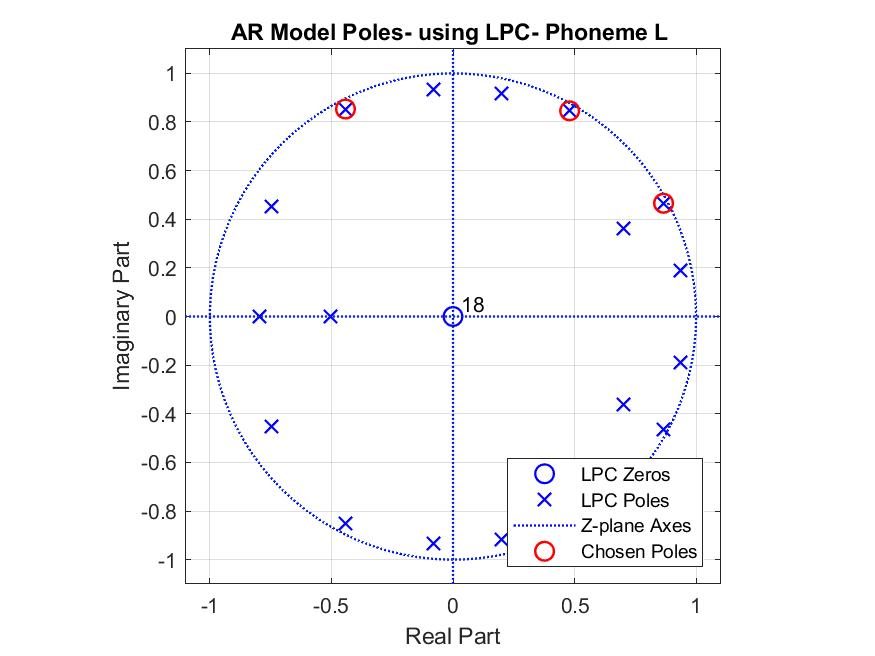 AR Model Poles- using LPC- Phoneme L
1
0.8
0.6
0.4
0.2
0
-0.2
-0.4
-0.6
-0.8
-1
Imaginary Part
18
LPC Zeros
LPC Poles
Z-plane Axes
Chosen Poles
-1
-0.5
0
0.5
1
Real Part